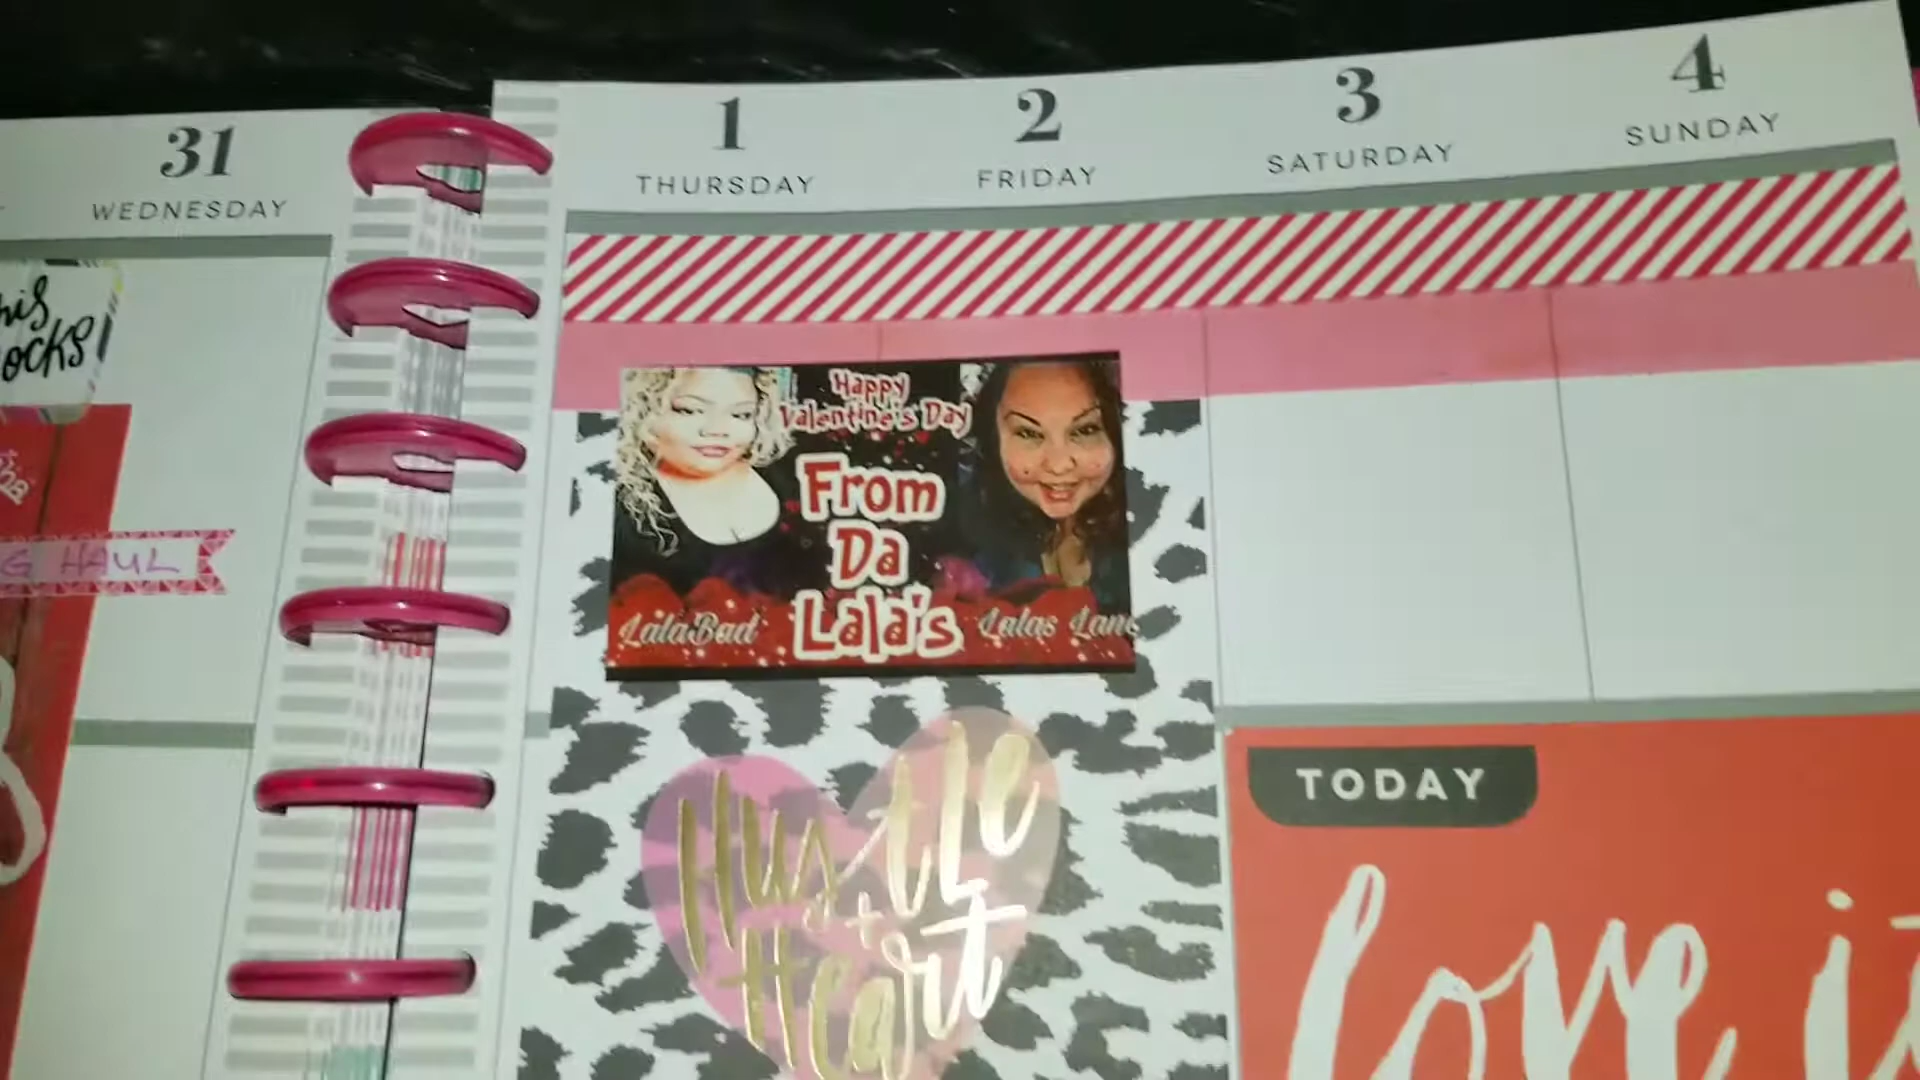 31
WEDNESDAY
1
THURSDAY
2
FRIDAY
3
SATURDAY
4
SUNDAY
G HAUL
Happy
Valentine's Day
From
Da
Lala's
LalaBad
Lalas Lane
Hustle
+
Heart
TODAY
love it